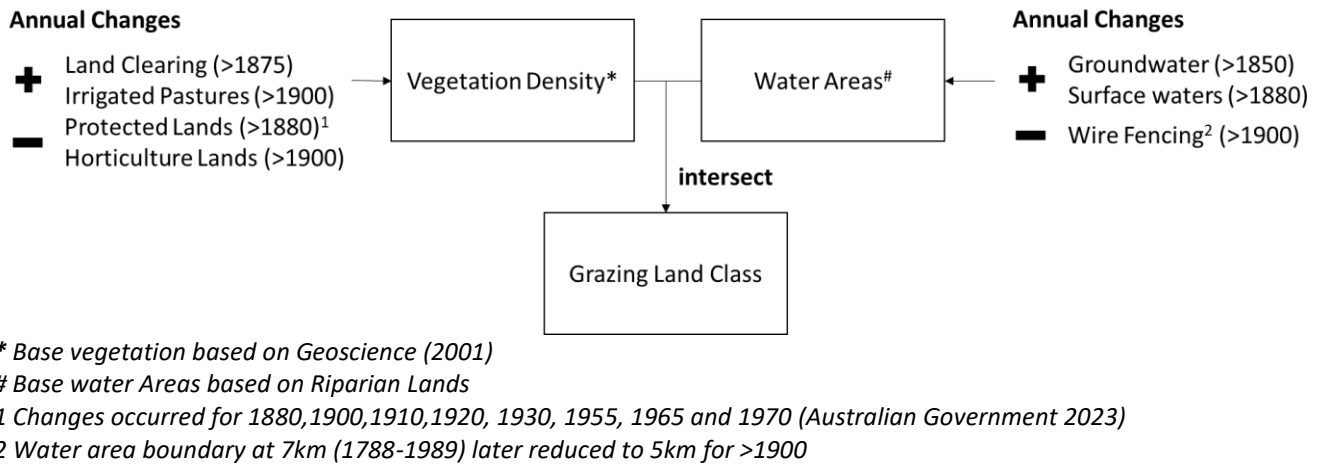 Annual Changes
+ Land Clearing (>1875)
Irrigated Pastures (>1900)
− Protected Lands (>1880)¹
Horticulture Lands (>1900)
Vegetation Density*
Water Areas#
Annual Changes
+ Groundwater (>1850)
Surface waters (>1880)
− Wire Fencing² (>1900)
intersect
Grazing Land Class
* Base vegetation based on Geoscience (2001)
# Base water Areas based on Riparian Lands
1 Changes occurred for 1880,1900,1910,1920, 1930, 1955, 1965 and 1970 (Australian Government 2023)
2 Water area boundary at 7km (1788-1989) later reduced to 5km for >1900